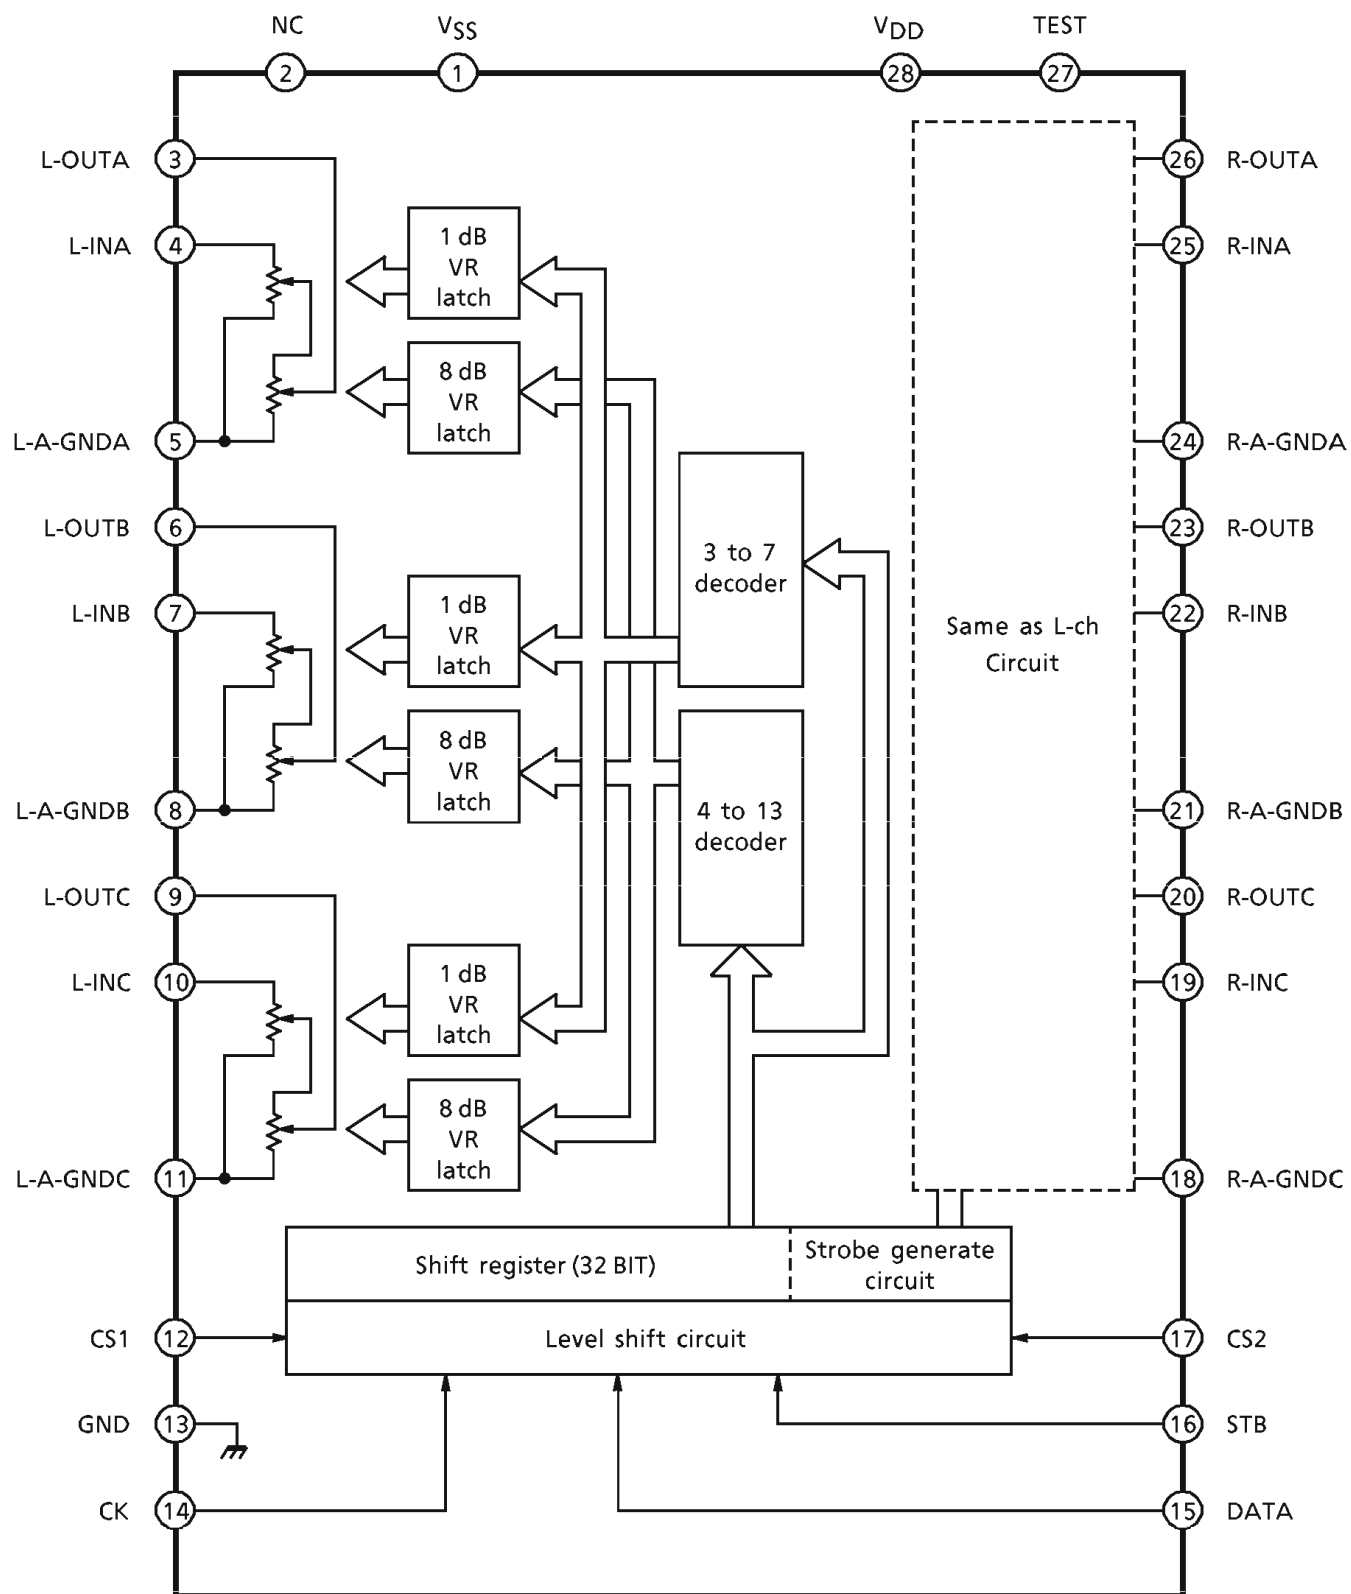 NC
VSS
VDD
TEST
2
1
28
27
L-OUTA
3
26
R-OUTA
L-INA
4
25
R-INA
1 dB
VR
latch
8 dB
VR
latch
L-A-GNDA
5
24
R-A-GNDA
L-OUTB
6
23
R-OUTB
3 to 7
decoder
L-INB
7
22
R-INB
1 dB
VR
latch
Same as L-ch
Circuit
8 dB
VR
latch
L-A-GNDB
8
21
R-A-GNDB
4 to 13
decoder
L-OUTC
9
20
R-OUTC
L-INC
10
19
R-INC
1 dB
VR
latch
8 dB
VR
latch
L-A-GNDC
11
18
R-A-GNDC
Shift register (32 BIT)
Strobe generate
circuit
CS1
12
Level shift circuit
17
CS2
GND
13
16
STB
CK
14
15
DATA